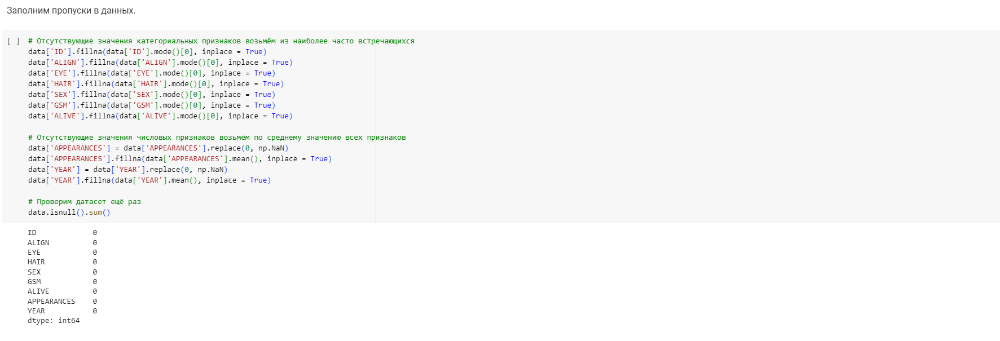 Заполним пропуски в данных.
[ ] # Отсутствующие значения категориальных признаков возьмём из наиболее часто встречающихся
data['ID'].fillna(data['ID'].mode()[0], inplace = True)
data['ALIGN'].fillna(data['ALIGN'].mode()[0], inplace = True)
data['EYE'].fillna(data['EYE'].mode()[0], inplace = True)
data['HAIR'].fillna(data['HAIR'].mode()[0], inplace = True)
data['SEX'].fillna(data['SEX'].mode()[0], inplace = True)
data['GSM'].fillna(data['GSM'].mode()[0], inplace = True)
data['ALIVE'].fillna(data['ALIVE'].mode()[0], inplace = True)
# Отсутствующие значения числовых признаков возьмём по среднему значению всех признаков
data['APPEARANCES'] = data['APPEARANCES'].replace(0, np.NaN)
data['APPEARANCES'].fillna(data['APPEARANCES'].mean(), inplace = True)
data['YEAR'] = data['YEAR'].replace(0, np.NaN)
data['YEAR'].fillna(data['YEAR'].mean(), inplace = True)
# Проверим датасет ещё раз
data.isnull().sum()
ID 0
ALIGN 0
EYE 0
HAIR 0
SEX 0
GSM 0
ALIVE 0
APPEARANCES 0
YEAR 0
dtype: int64